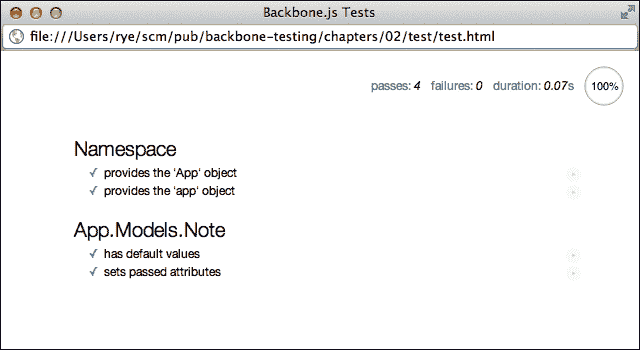 Backbone.js Tests
file:///Users/rye/scm/pub/backbone-testing/chapters/02/test/test.html
passes: 4 failures: 0 duration: 0.07s 100%
Namespace
✓ provides the 'App' object
✓ provides the 'app' object
App.Models.Note
✓ has default values
✓ sets passed attributes